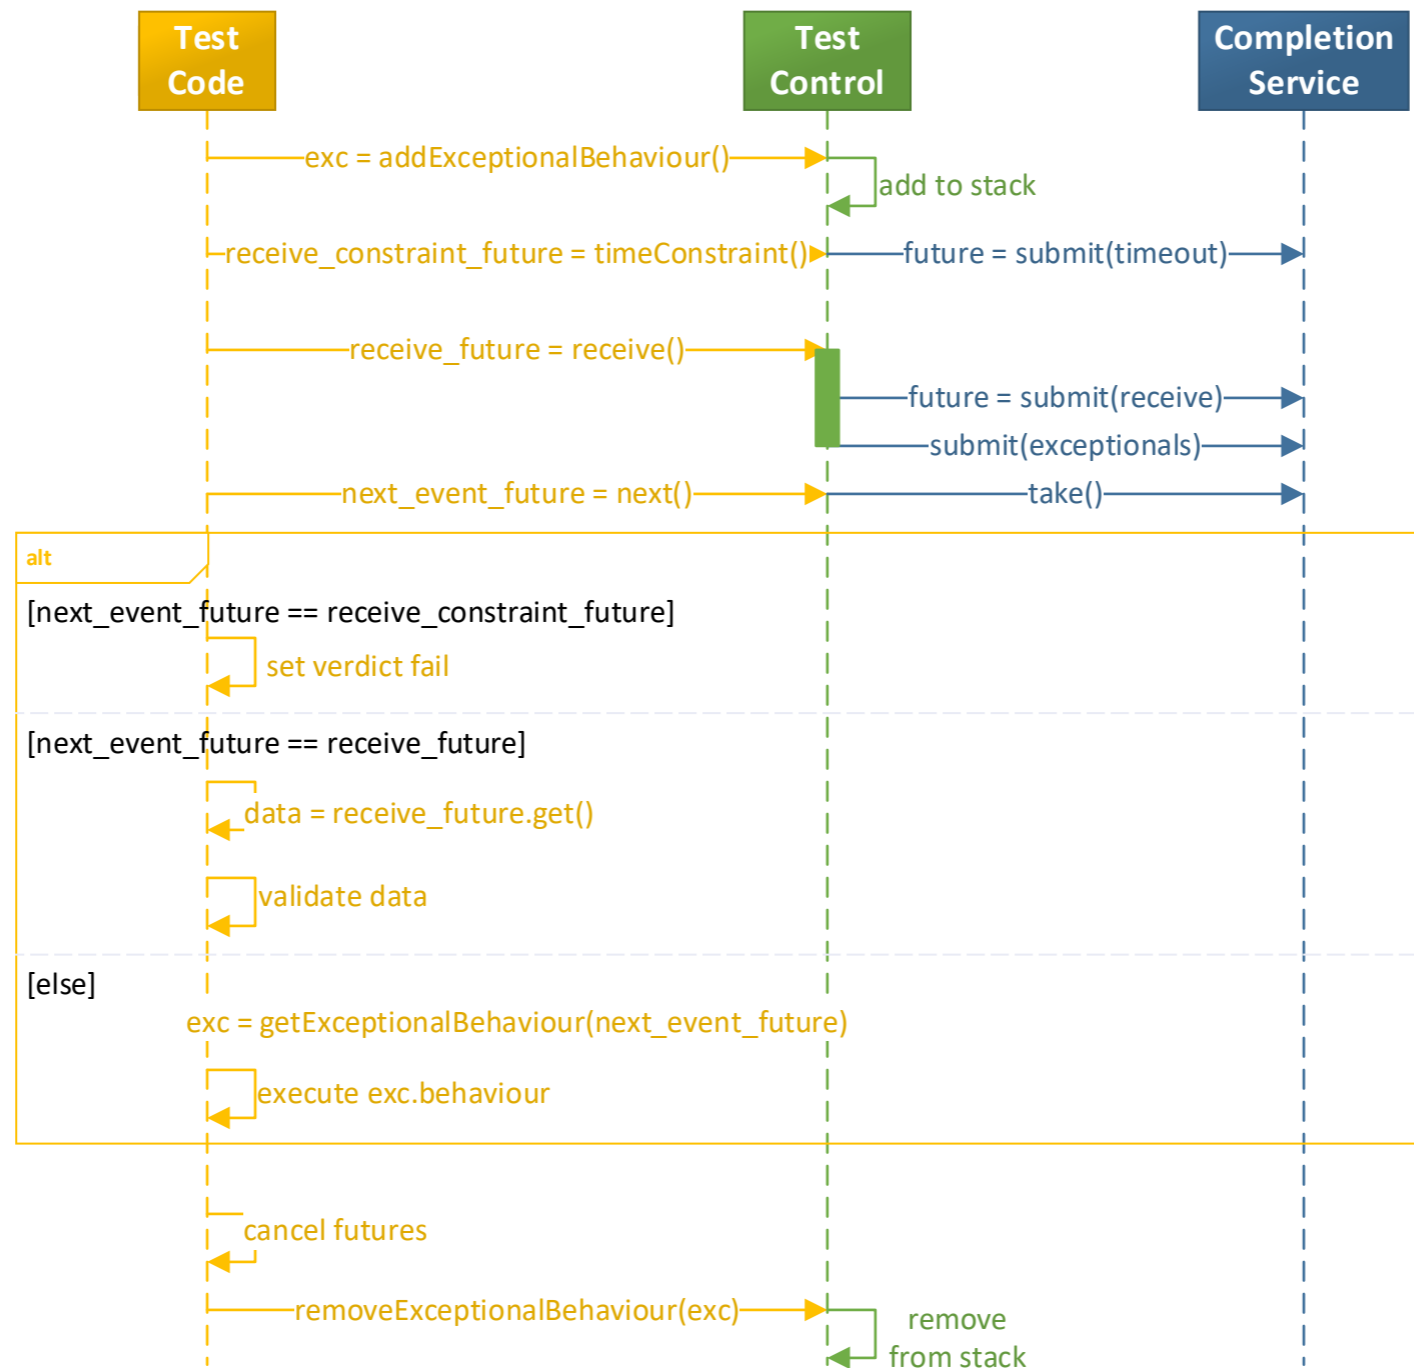 Test
Code
Test
Control
Completion
Service
exc = addExceptionalBehaviour()
add to stack
receive_constraint_future = timeConstraint()
future = submit(timeout)
receive_future = receive()
future = submit(receive)
submit(exceptionals)
next_event_future = next()
take()
alt
[next_event_future == receive_constraint_future]
set verdict fail
[next_event_future == receive_future]
data = receive_future.get()
validate data
[else]
exc = getExceptionalBehaviour(next_event_future)
execute exc.behaviour
cancel futures
removeExceptionalBehaviour(exc)
remove
from stack